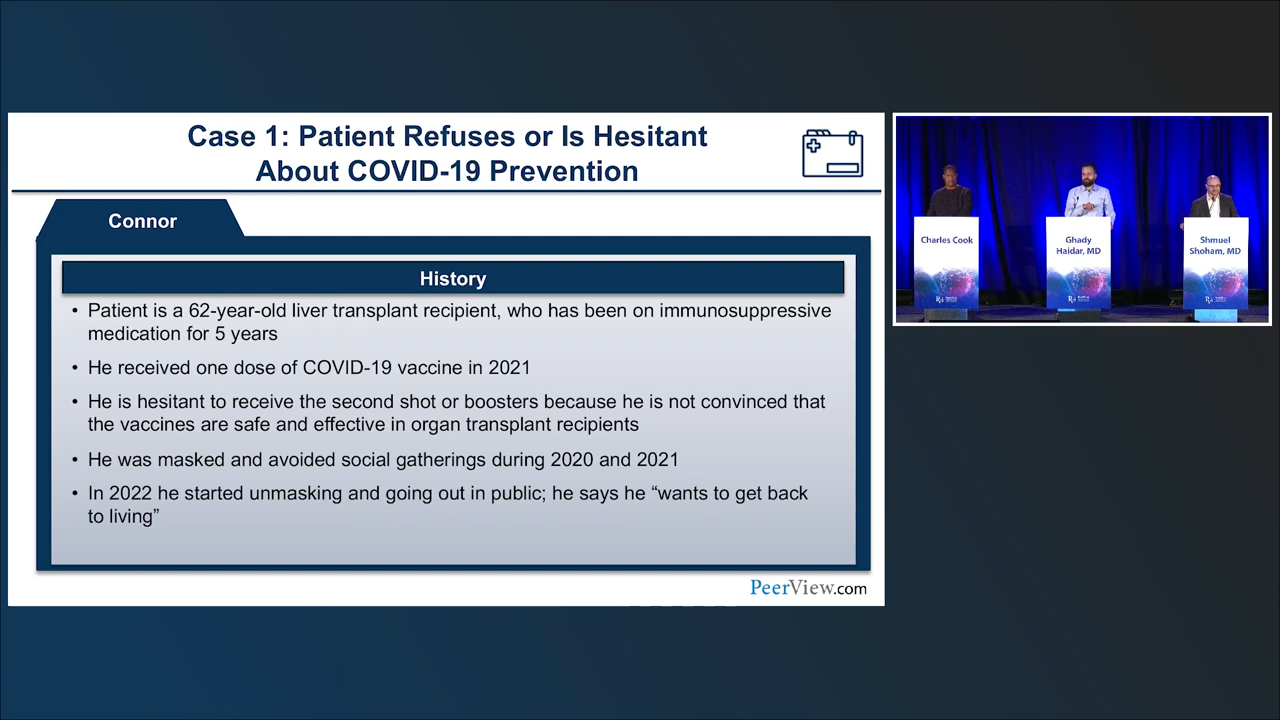 Case 1: Patient Refuses or Is Hesitant
About COVID-19 Prevention
Connor
History
• Patient is a 62-year-old liver transplant recipient, who has been on immunosuppressive
medication for 5 years
• He received one dose of COVID-19 vaccine in 2021
• He is hesitant to receive the second shot or boosters because he is not convinced that
the vaccines are safe and effective in organ transplant recipients
• He was masked and avoided social gatherings during 2020 and 2021
• In 2022 he started unmasking and going out in public; he says he “wants to get back
to living”
PeerView.com
Charles Cook
Ghady
Haidar, MD
Shmuel
Shoham, MD